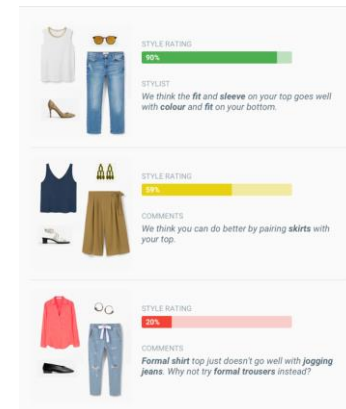 STYLE RATING
90%
STYLIST
We think the fit and sleeve on your top goes well
with colour and fit on your bottom.
STYLE RATING
59%
COMMENTS
We think you can do better by pairing skirts with
your top.
STYLE RATING
20%
COMMENTS
Formal shirt top just doesn't go well with jogging
jeans. Why not try formal trousers instead?